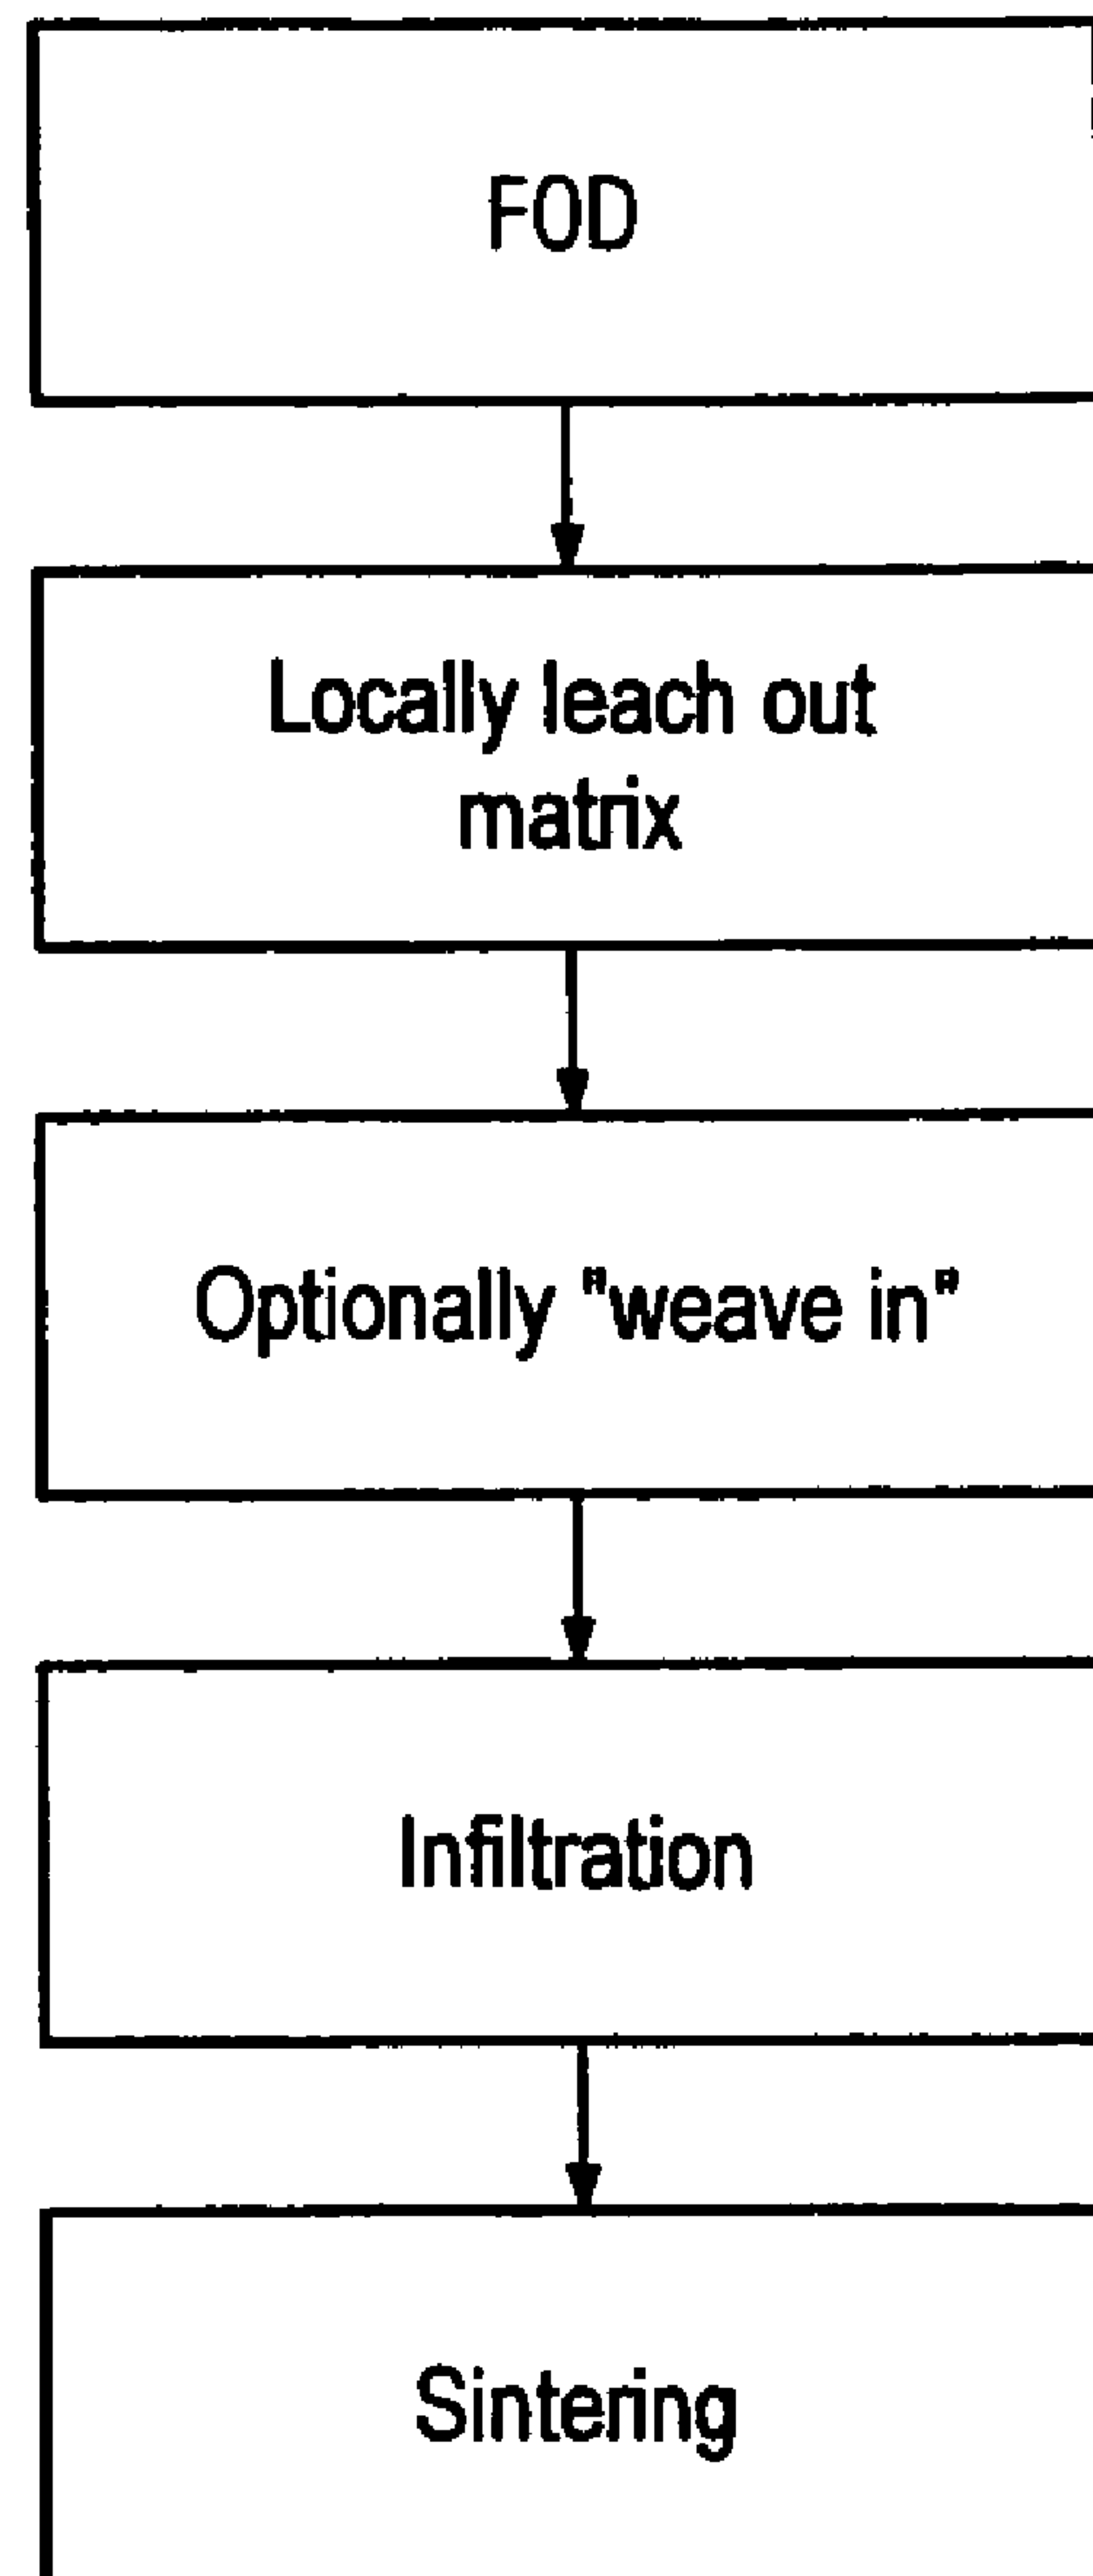 FOD
Locally leach out
matrix
Optionally "weave in"
Infiltration
Sintering